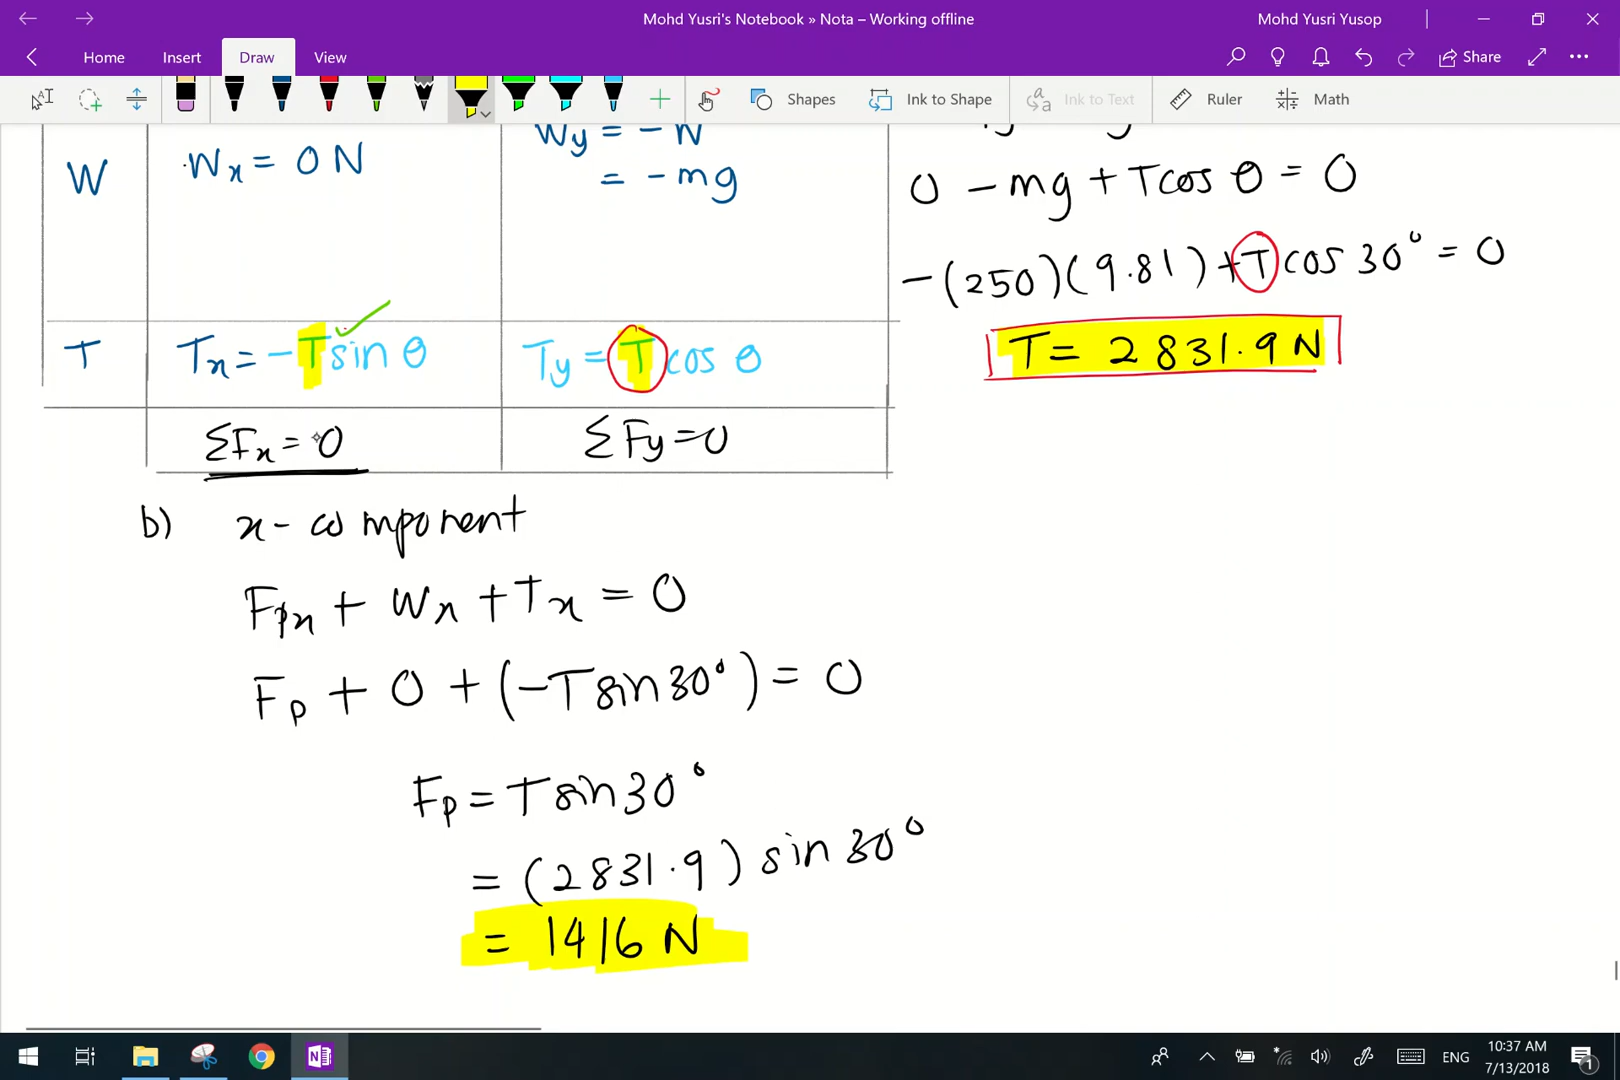 Mohd Yusri's Notebook » Nota – Working offline
Mohd Yusri Yusop
Home Insert Draw View
Share
Shapes Ink to Shape Ink to Text Ruler Math
W
Wx = 0 N
Wy = - W
= - mg
T
Tx = - T sin θ
Ty = T cos θ
ΣFx = 0
ΣFy = 0
0 - mg + T cos θ = 0
- (250)(9.81) + T cos 30° = 0
T = 2831.9 N
b) x - component
Fpx + Wx + Tx = 0
Fp + 0 + (- T sin 30°) = 0
Fp = T sin 30°
= (2831.9) sin 30°
= 1416 N
ENG
10:37 AM
7/13/2018
1